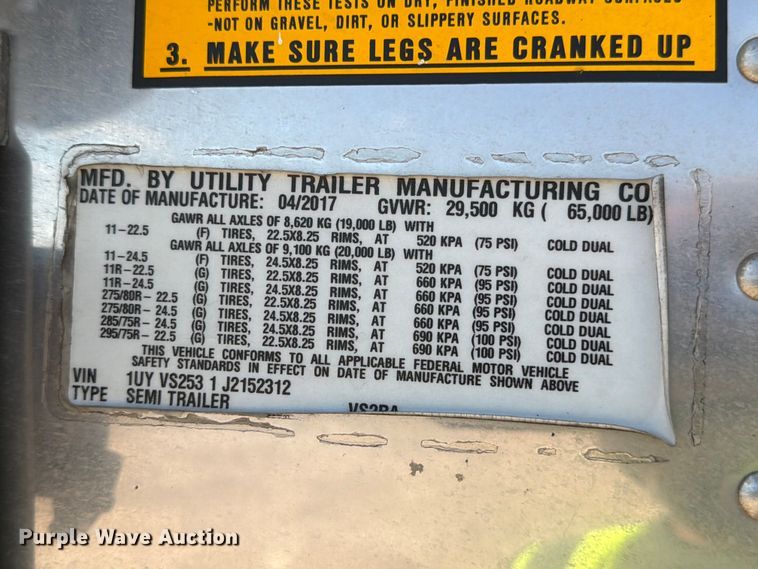 PERFORM THESE TESTS ON DRY, FINISHED ROADWAY SURFACES
-NOT ON GRAVEL, DIRT, OR SLIPPERY SURFACES.
3. MAKE SURE LEGS ARE CRANKED UP
MFD. BY UTILITY TRAILER MANUFACTURING CO
DATE OF MANUFACTURE: 04/2017 GVWR: 29,500 KG ( 65,000 LB)
GAWR ALL AXLES OF 8,620 KG (19,000 LB) WITH
11-22.5 (F) TIRES, 22.5X8.25 RIMS, AT 520 KPA (75 PSI) COLD DUAL
GAWR ALL AXLES OF 9,100 KG (20,000 LB) WITH
11-24.5 (F) TIRES, 24.5X8.25 RIMS, AT 520 KPA (75 PSI) COLD DUAL
11R-22.5 (G) TIRES, 22.5X8.25 RIMS, AT 660 KPA (95 PSI) COLD DUAL
11R-24.5 (G) TIRES, 24.5X8.25 RIMS, AT 660 KPA (95 PSI) COLD DUAL
275/80R-22.5 (G) TIRES, 22.5X8.25 RIMS, AT 660 KPA (95 PSI) COLD DUAL
275/80R-24.5 (G) TIRES, 24.5X8.25 RIMS, AT 660 KPA (95 PSI) COLD DUAL
285/75R-24.5 (G) TIRES, 24.5X8.25 RIMS, AT 690 KPA (100 PSI) COLD DUAL
295/75R-22.5 (G) TIRES, 22.5X8.25 RIMS, AT 690 KPA (100 PSI) COLD DUAL
THIS VEHICLE CONFORMS TO ALL APPLICABLE FEDERAL MOTOR VEHICLE
SAFETY STANDARDS IN EFFECT ON DATE OF MANUFACTURE SHOWN ABOVE
VIN 1UY VS253 1 J2152312
TYPE SEMI TRAILER VS2RA
Purple Wave Auction